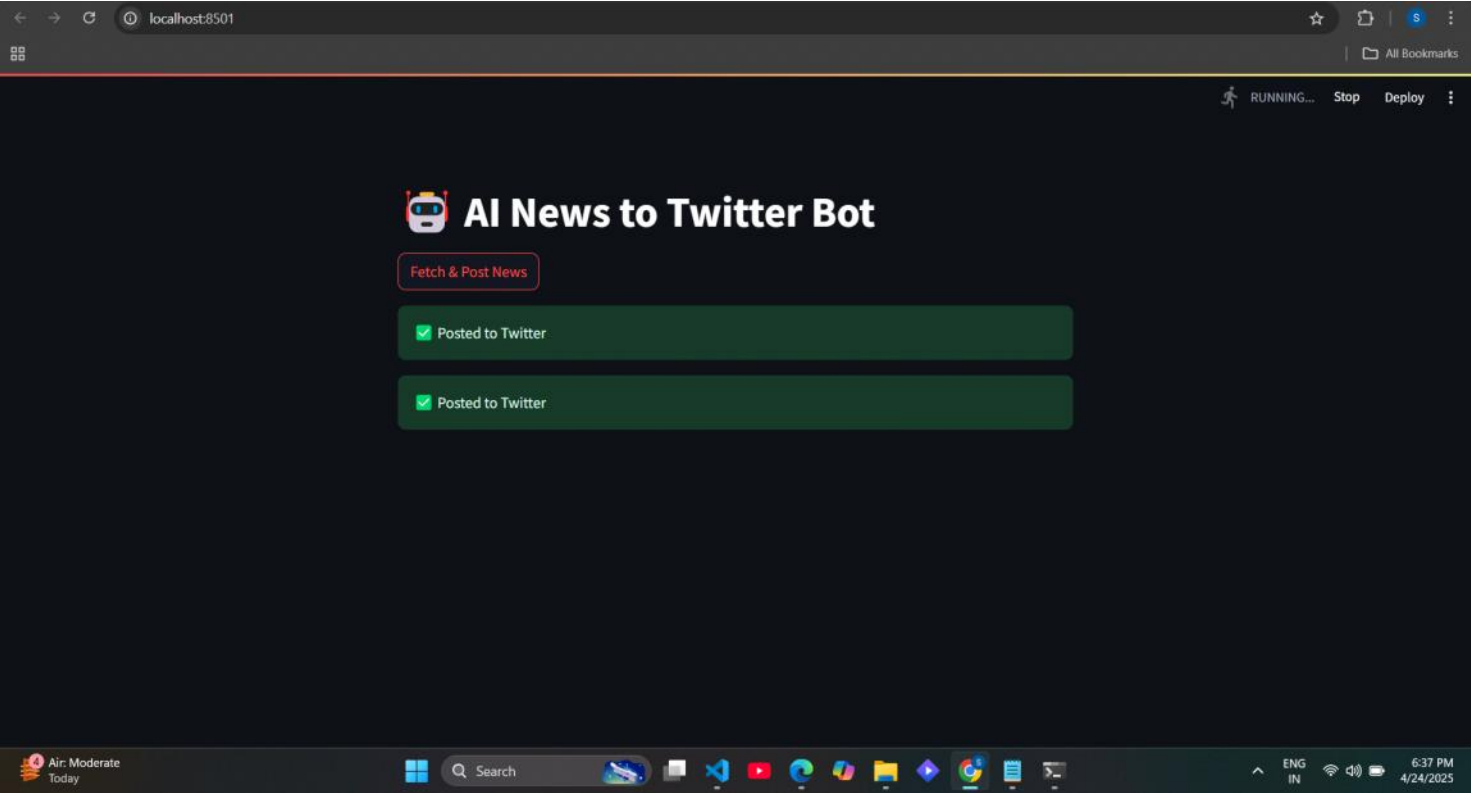 localhost:8501
S
All Bookmarks
RUNNING... Stop Deploy
AI News to Twitter Bot
Fetch & Post News
Posted to Twitter
Posted to Twitter
4
Air: Moderate
Today
Search
ENG
IN
6:37 PM
4/24/2025